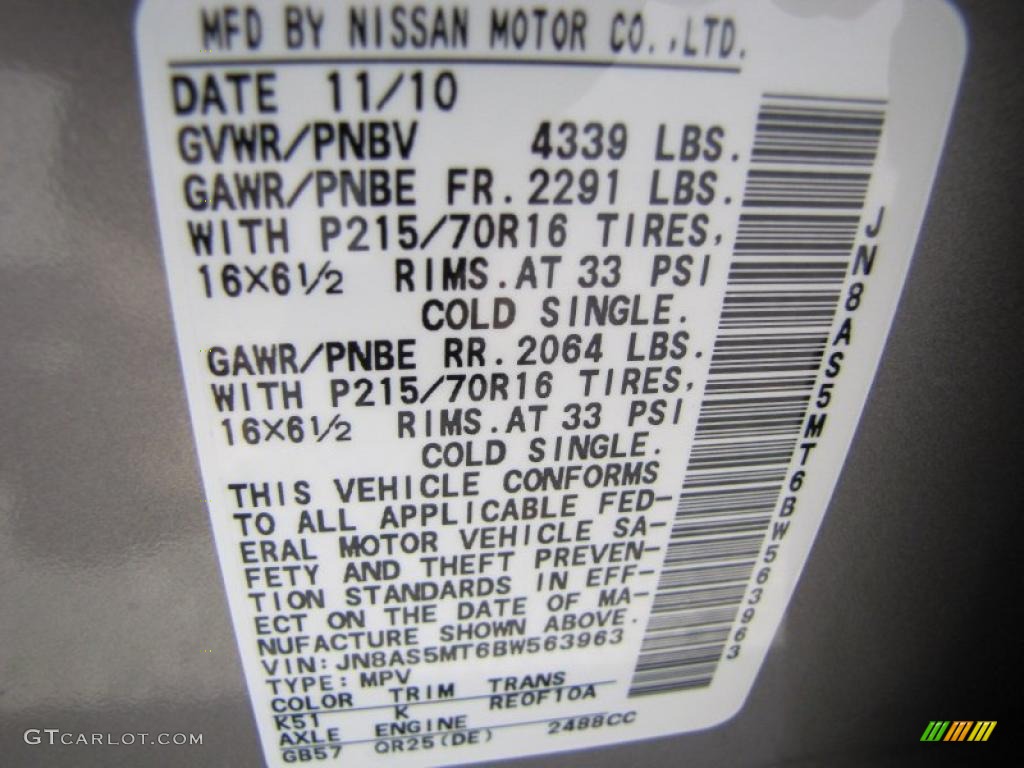 MFD BY NISSAN MOTOR CO.,LTD.
DATE 11/10
GVWR/PNBV 4339 LBS.
GAWR/PNBE FR. 2291 LBS.
WITH P215/70R16 TIRES,
16X6½ RIMS.AT 33 PSI
COLD SINGLE.
GAWR/PNBE RR. 2064 LBS.
WITH P215/70R16 TIRES,
16X6½ RIMS.AT 33 PSI
COLD SINGLE.
THIS VEHICLE CONFORMS
TO ALL APPLICABLE FED-
ERAL MOTOR VEHICLE SA-
FETY AND THEFT PREVEN-
TION STANDARDS IN EFF-
ECT ON THE DATE OF MA-
NUFACTURE SHOWN ABOVE.
VIN:JN8AS5MT6BW563963
TYPE:MPV
COLOR TRIM TRANS
K51 K RE0F10A
AXLE ENGINE
GB57 QR25(DE) 2488CC
JN8AS5MT6BW563963
GTCARLOT.COM